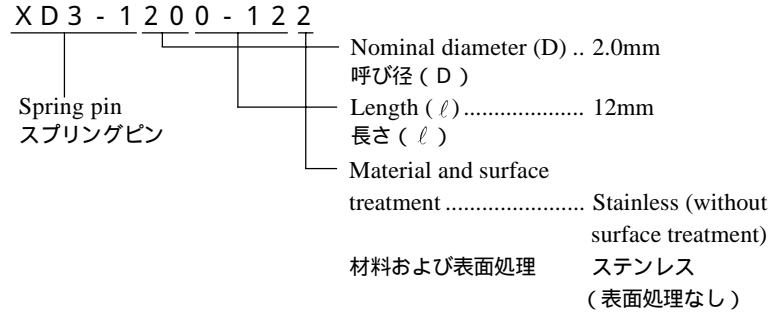 XD3-1200-122
Nominal diameter (D) .. 2.0mm
呼び径 ( D )
Spring pin
スプリングピン
Length ( ℓ ) .................... 12mm
長さ ( ℓ )
Material and surface
treatment ....................... Stainless (without
surface treatment)
材料および表面処理 ステンレス
( 表面処理なし )